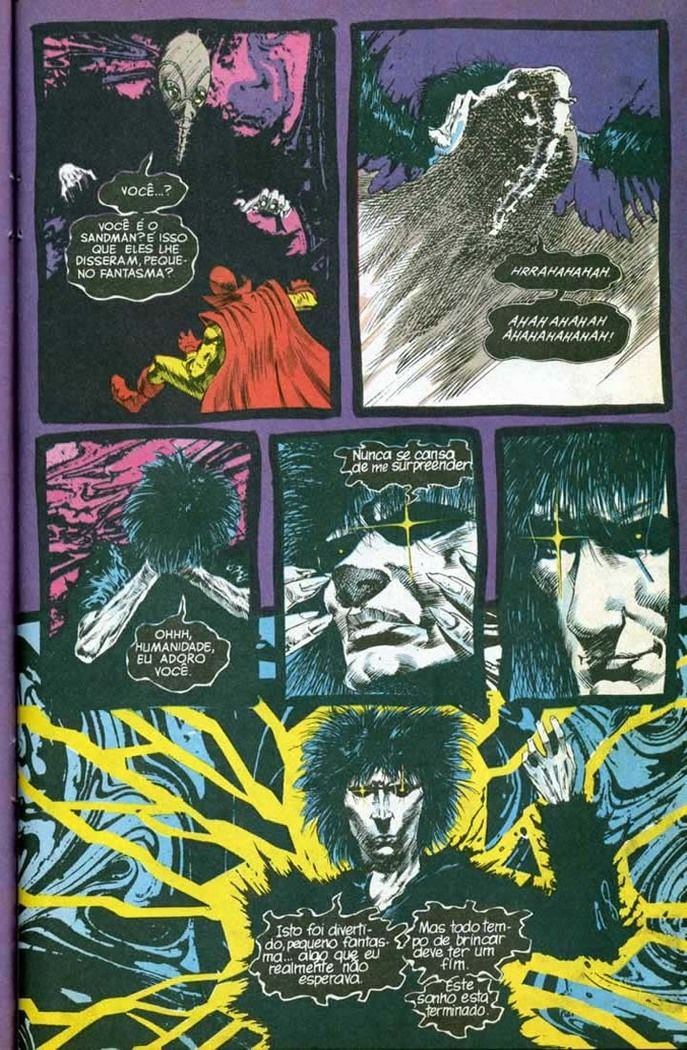 VOCÊ...?
VOCÊ É O
SANDMAN? É ISSO
QUE ELES LHE
DISSERAM, PEQUE-
NO FANTASMA?
HRRAHAHAHAH.
AHAH AHAHAH
AHAHAHAHAHAH!
OHHH,
HUMANIDADE,
EU ADORO
VOCÊ.
Nunca se cansa
de me surpreender
Isto foi diverti-
do, pequeno fantas-
ma... algo que eu
realmente não
esperava.
Mas todo tem-
po de brincar
deve ter um
fim.
Este
sonho está
terminado.